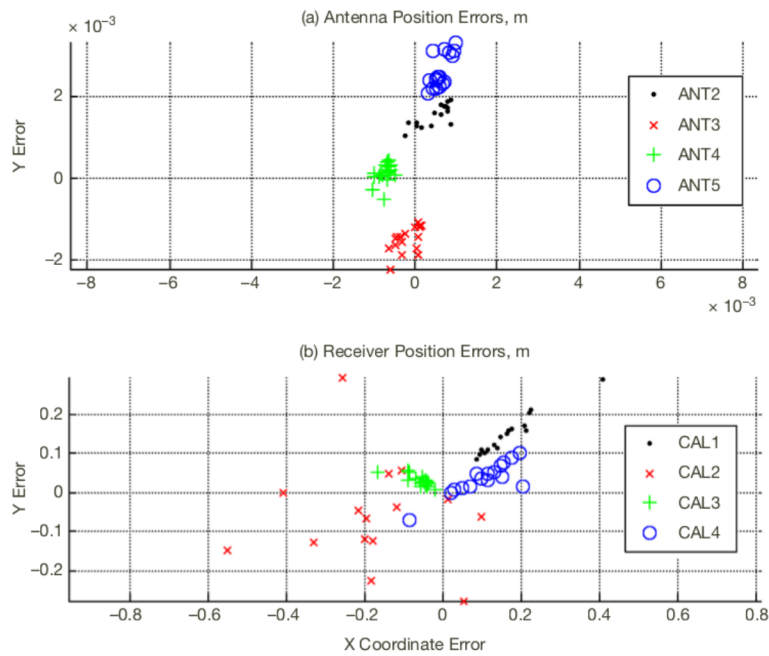 (a) Antenna Position Errors, m
× 10⁻³
2
0
−2
Y Error
ANT2
ANT3
ANT4
ANT5
−8 −6 −4 −2 0 2 4 6 8
× 10⁻³
(b) Receiver Position Errors, m
0.2
0.1
0
−0.1
−0.2
Y Error
CAL1
CAL2
CAL3
CAL4
−0.8 −0.6 −0.4 −0.2 0 0.2 0.4 0.6 0.8
X Coordinate Error